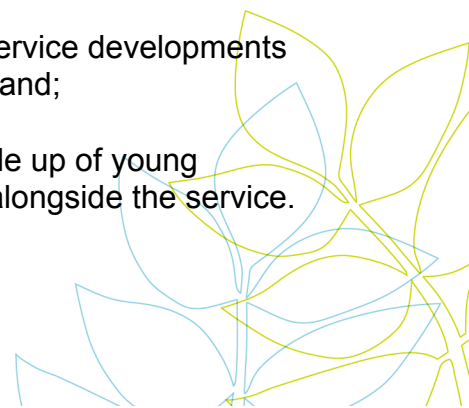 ervice developments
and;
le up of young
alongside the service.